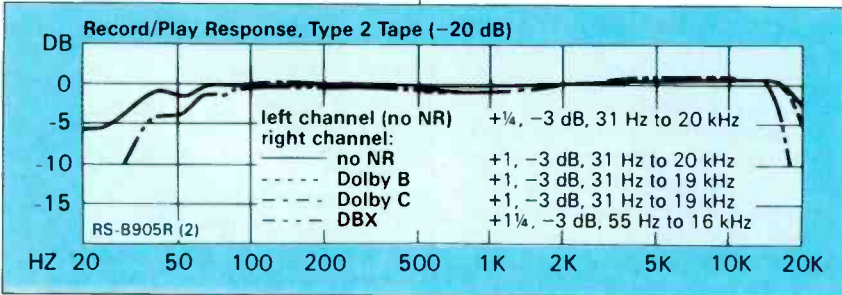 Record/Play Response, Type 2 Tape (−20 dB)
DB
0
-5
-10
-15
left channel (no NR) +¼, −3 dB, 31 Hz to 20 kHz
right channel:
no NR +1, −3 dB, 31 Hz to 20 kHz
Dolby B +1, −3 dB, 31 Hz to 19 kHz
Dolby C +1, −3 dB, 31 Hz to 19 kHz
DBX +1¼, −3 dB, 55 Hz to 16 kHz
RS-B905R (2)
HZ 20 50 100 200 500 1K 2K 5K 10K 20K